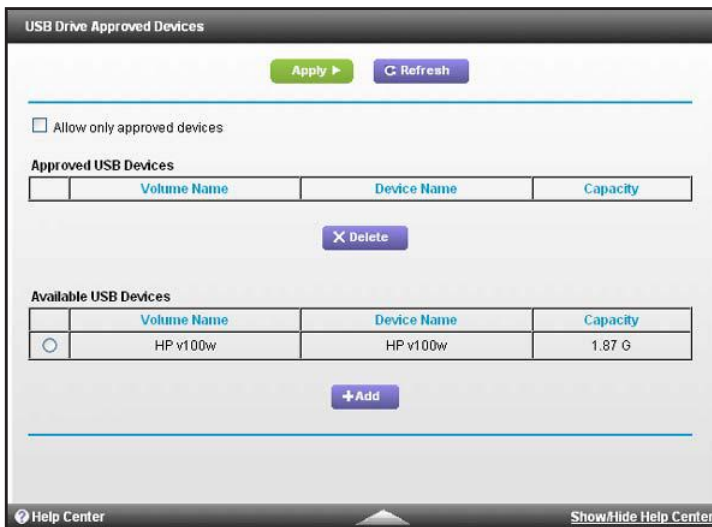 USB Drive Approved Devices
Apply Refresh
Allow only approved devices
Approved USB Devices
Volume Name Device Name Capacity
Delete
Available USB Devices
Volume Name Device Name Capacity
HP v100w HP v100w 1.87 G
+Add
Help Center Show/Hide Help Center